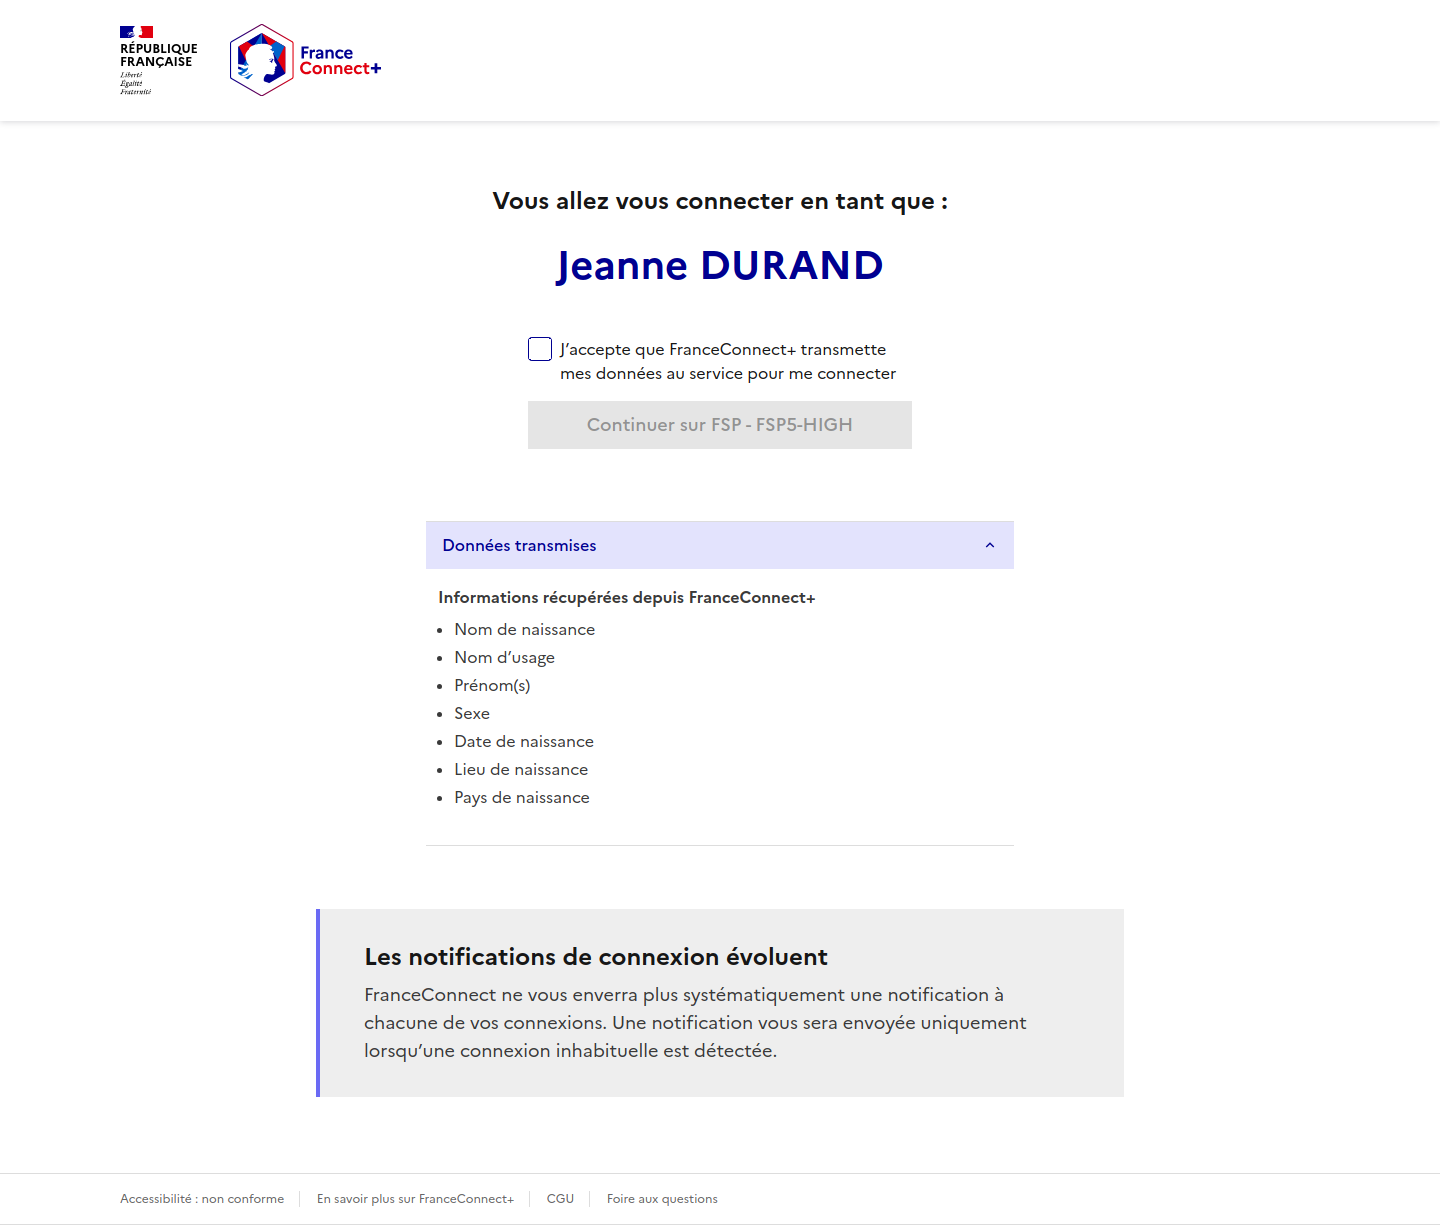 RÉPUBLIQUE
FRANÇAISE
Liberté
Égalité
Fraternité
France
Connect+
Vous allez vous connecter en tant que :
Jeanne DURAND
J’accepte que FranceConnect+ transmette
mes données au service pour me connecter
Continuer sur FSP - FSP5-HIGH
Données transmises
Informations récupérées depuis FranceConnect+
• Nom de naissance
• Nom d’usage
• Prénom(s)
• Sexe
• Date de naissance
• Lieu de naissance
• Pays de naissance
Les notifications de connexion évoluent
FranceConnect ne vous enverra plus systématiquement une notification à
chacune de vos connexions. Une notification vous sera envoyée uniquement
lorsqu’une connexion inhabituelle est détectée.
Accessibilité : non conforme
En savoir plus sur FranceConnect+
CGU
Foire aux questions